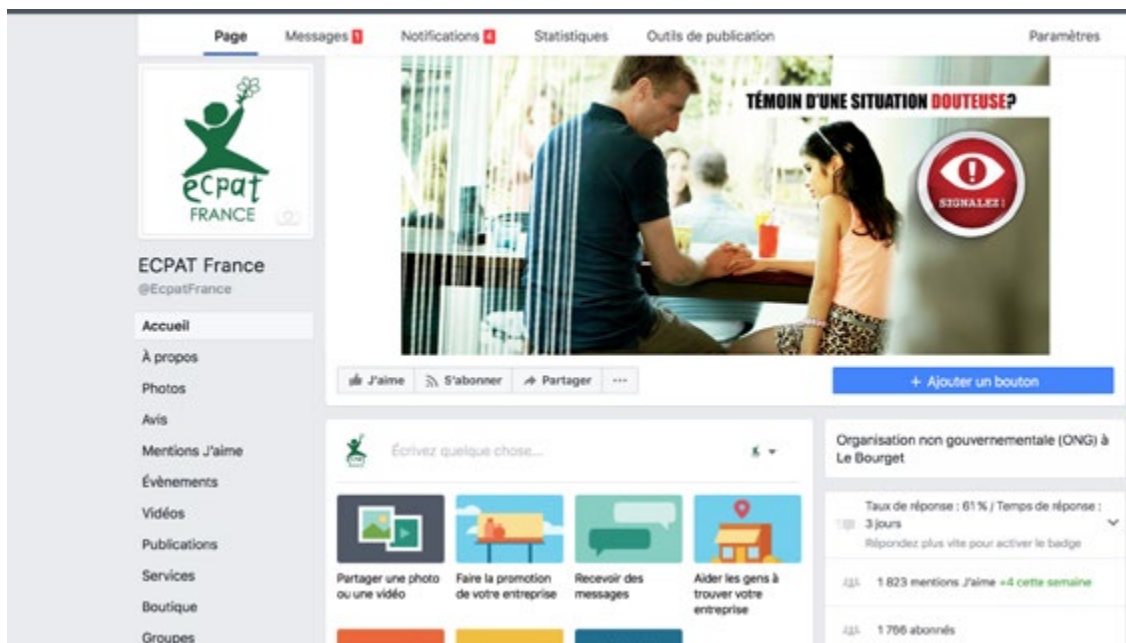 Page
Messages 1
Notifications 4
Statistiques
Outils de publication
Paramètres
ecpat
FRANCE
TÉMOIN D'UNE SITUATION DOUTEUSE?
SIGNALEZ !
ECPAT France
@EcpatFrance
Accueil
À propos
Photos
Avis
Mentions J'aime
Évènements
Vidéos
Publications
Services
Boutique
Groupes
J'aime
S'abonner
Partager
+ Ajouter un bouton
Écrivez quelque chose...
Partager une photo
ou une vidéo
Faire la promotion
de votre entreprise
Recevoir des
messages
Aider les gens à
trouver votre
entreprise
Organisation non gouvernementale (ONG) à
Le Bourget
Taux de réponse : 61 % / Temps de réponse :
3 jours
Répondez plus vite pour activer le badge
1 823 mentions J'aime +4 cette semaine
1 766 abonnés